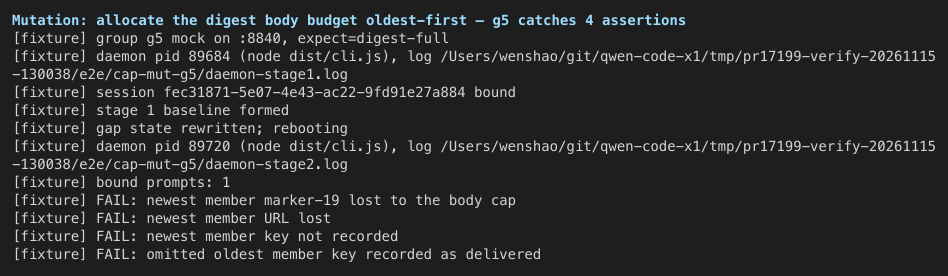 Mutation: allocate the digest body budget oldest-first — g5 catches 4 assertions
[fixture] group g5 mock on :8840, expect=digest-full
[fixture] daemon pid 89684 (node dist/cli.js), log /Users/wenshao/git/qwen-code-x1/tmp/pr17199-verify-20261115
-130038/e2e/cap-mut-g5/daemon-stage1.log
[fixture] session fec31871-5e07-4e43-ac22-9fd91e27a884 bound
[fixture] stage 1 baseline formed
[fixture] gap state rewritten; rebooting
[fixture] daemon pid 89720 (node dist/cli.js), log /Users/wenshao/git/qwen-code-x1/tmp/pr17199-verify-20261115
-130038/e2e/cap-mut-g5/daemon-stage2.log
[fixture] bound prompts: 1
[fixture] FAIL: newest member marker-19 lost to the body cap
[fixture] FAIL: newest member URL lost
[fixture] FAIL: newest member key not recorded
[fixture] FAIL: omitted oldest member key recorded as delivered